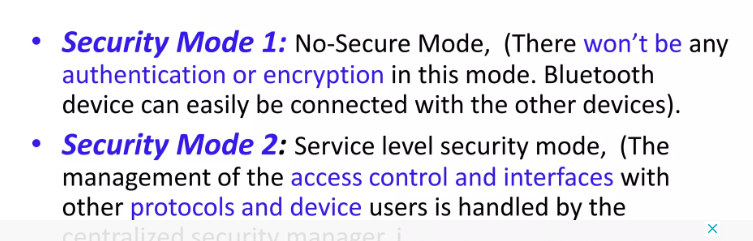 • Security Mode 1: No-Secure Mode, (There won't be any
authentication or encryption in this mode. Bluetooth
device can easily be connected with the other devices).
• Security Mode 2: Service level security mode, (The
management of the access control and interfaces with
other protocols and device users is handled by the
centralized security manager, i